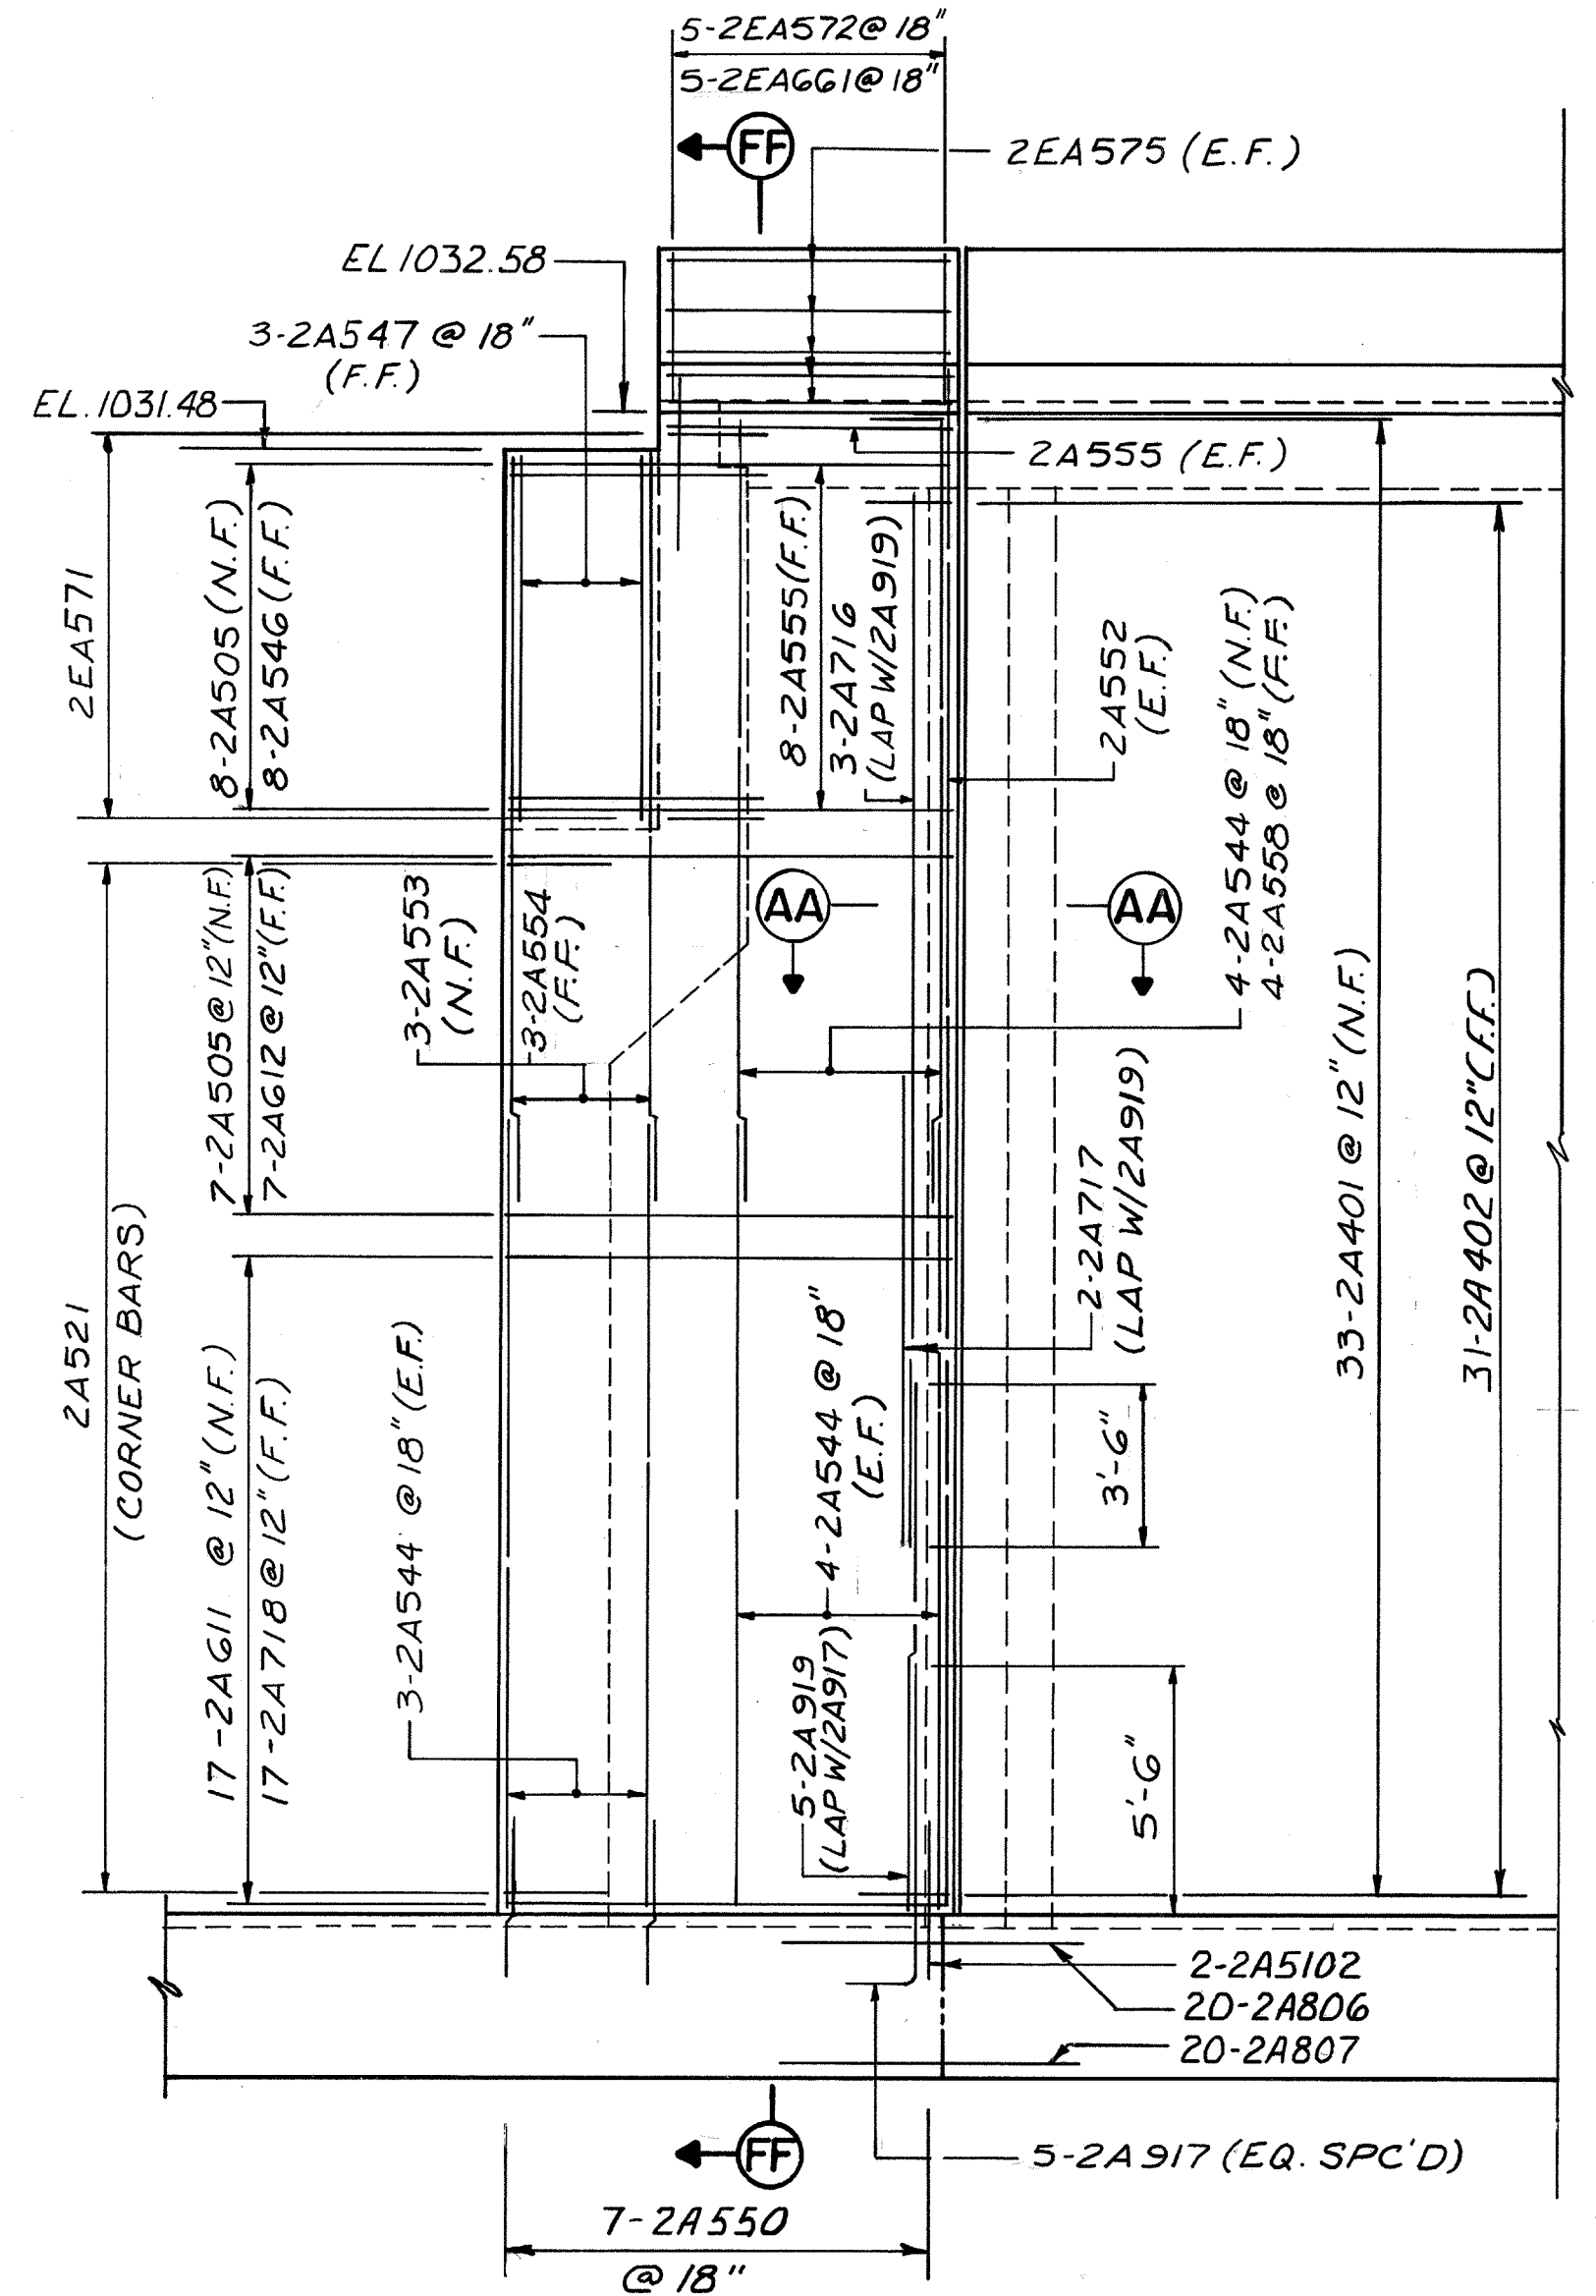 5-2EA572@ 18"
5-2EA661@ 18"
FF
2EA575 (E.F.)
EL 1032.58
3-2A547 @ 18"
(F.F.)
EL. 1031.48
2A555 (E.F.)
2EA571
8-2A505 (N.F.)
8-2A546 (F.F.)
8-2A555(F.F.)
3-2A716
(LAP W/2A919)
2A552
(E.F.)
4-2A544 @ 18" (N.F.)
4-2A558 @ 18" (F.F.)
7-2A505@12"(N.F.)
7-2A612@12"(F.F.)
3-2A553
(N.F.)
3-2A554
(F.F.)
AA
AA
33-2A401 @ 12" (N.F.)
31-2A402 @ 12" (F.F.)
2A521
(CORNER BARS)
17-2A611 @ 12" (N.F.)
17-2A718 @ 12" (F.F.)
3-2A544 @ 18" (E.F.)
4-2A544 @ 18"
(E.F.)
2-2A717
(LAP W/2A919)
3'-6"
5-2A919
(LAP W/2A917)
5'-6"
2-2A5102
20-2A806
20-2A807
FF
5-2A917 (EQ. SPC'D)
7-2A550
@ 18"